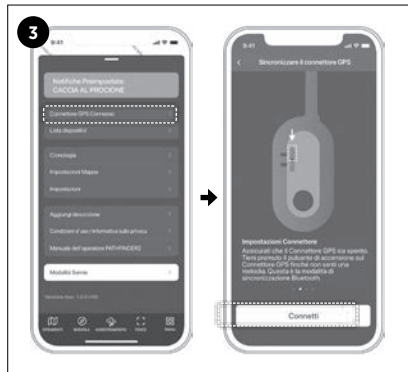 3
9:41
Notifiche Preimpostate:
CACCIA AL PROCIONE
Connettore GPS Connesso
Lista dispositivi
Cronologia
Impostazioni Mappa
Impostazioni
Aggiungi descrizione
Condizioni d'uso / Informativa sulla privacy
Manuale dell'operatore PATHFINDER2
Modalità Demo
Menu
9:41
Sincronizzare il connettore GPS
Impostazioni Connettore
Assicurati che il Connettore GPS sia spento.
Tieni premuto il pulsante di accensione sul
Connettore GPS finché non senti una
melodia. Questa è la modalità di
sincronizzazione Bluetooth.
Connetti